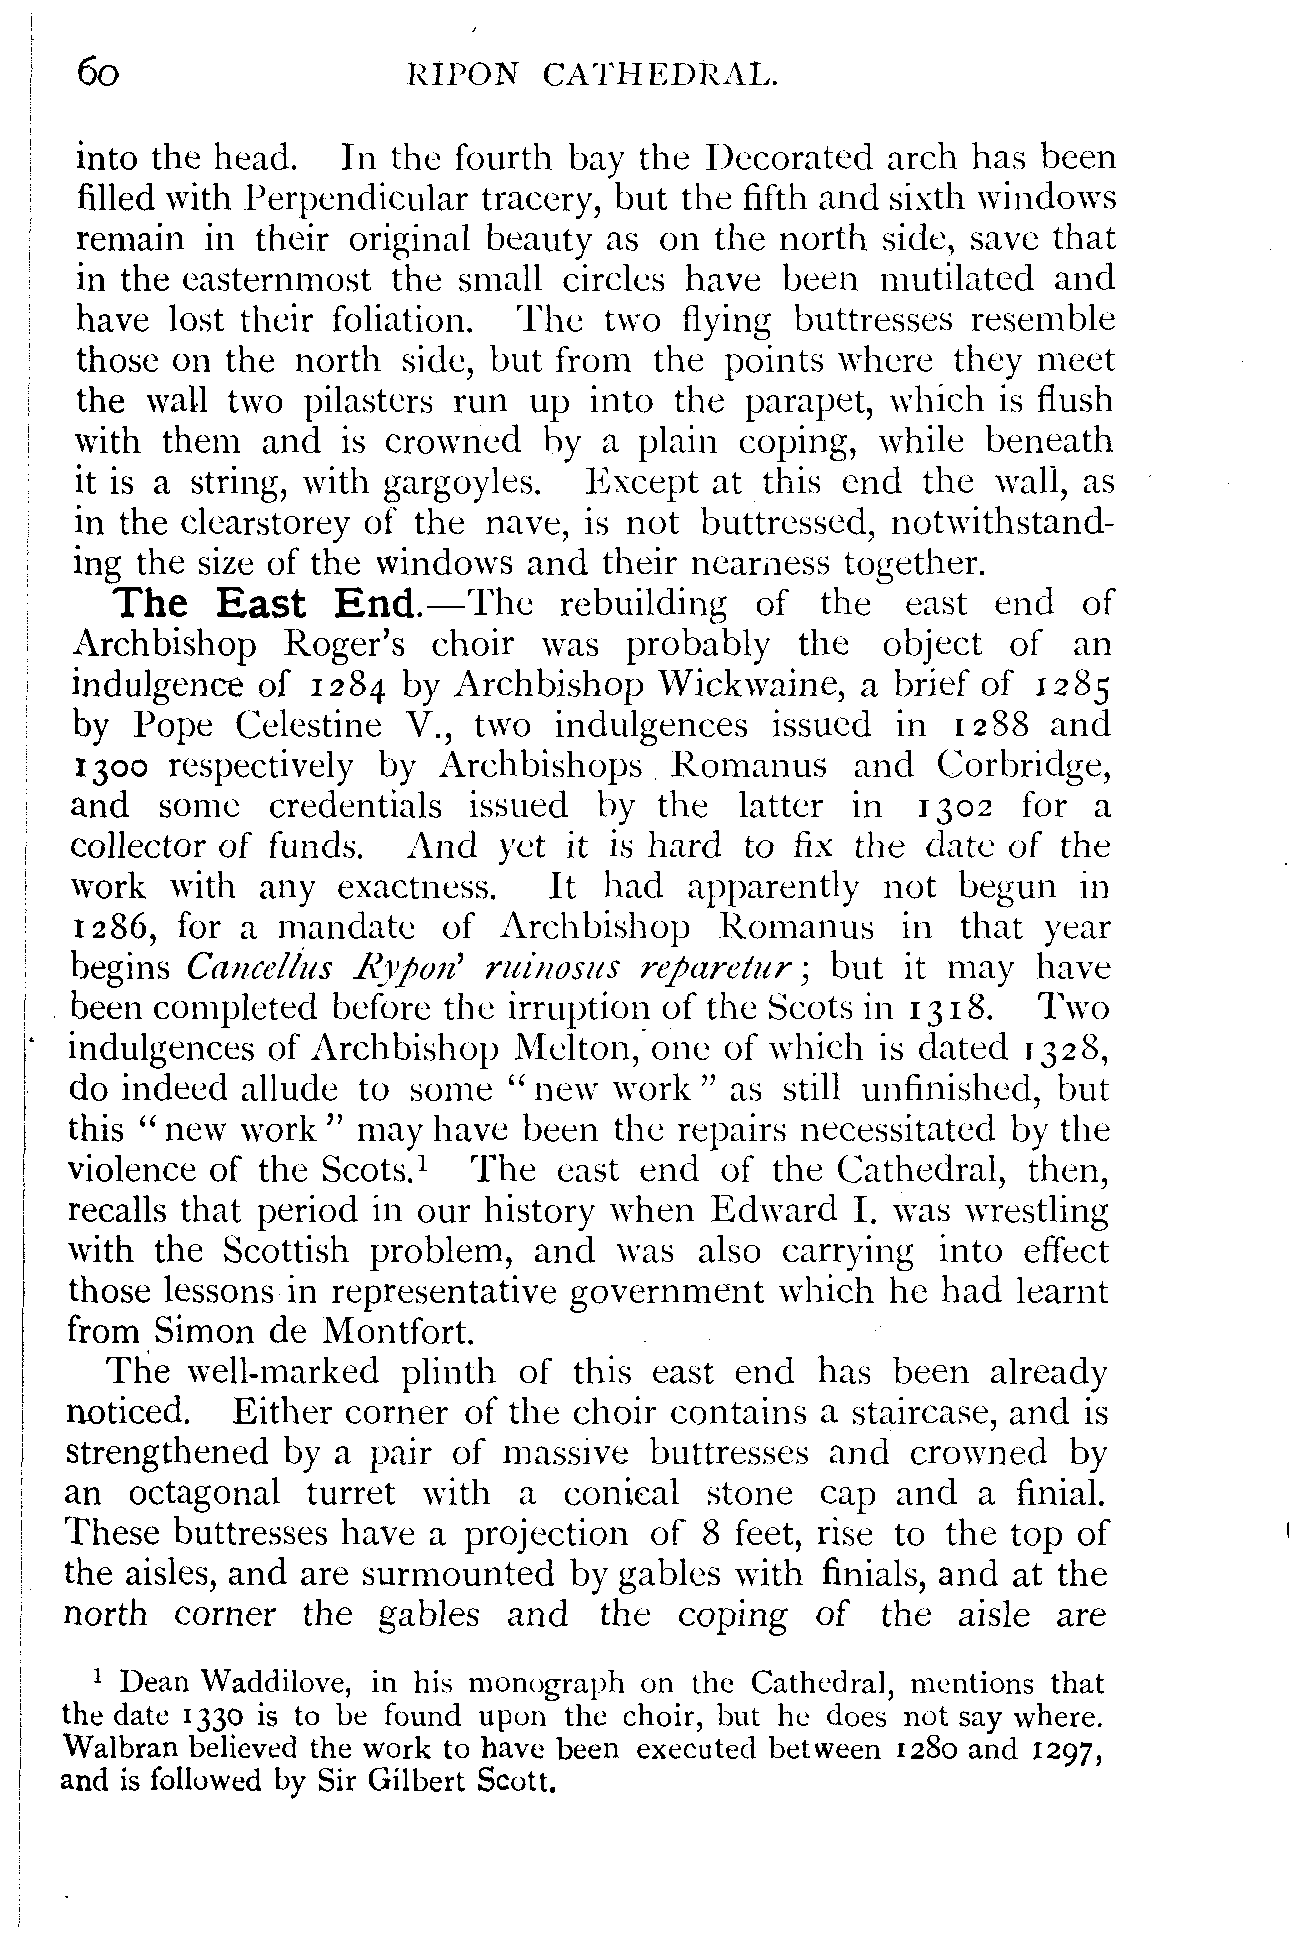 60 RIPON CATHEDRAL.
into the head. In the fourth bay the Decorated arch has been
filled with Perpendicular tracery, but the fifth and sixth windows
remain in their original beauty as on the north side, save that
in the easternmost the small circles have been mutilated and
have lost their foliation. The two flying buttresses resemble
those on the north side, but from the points where they meet
the wall two pilasters run up into the parapet, which is flush
with them and is crowned by a plain coping, while beneath
it is a string, with gargoyles. Except at this end the wall, as
in the clearstorey of the nave, is not buttressed, notwithstand-
ing the size of the windows and their nearness together.
The East End.—The rebuilding of the east end of
Archbishop Roger's choir was probably the object of an
indulgence of 1284 by Archbishop Wickwaine, a brief of 1285
by Pope Celestine V., two indulgences issued in 1288 and
1300 respectively by Archbishops Romanus and Corbridge,
and some credentials issued by the latter in 1302 for a
collector of funds. And yet it is hard to fix the date of the
work with any exactness. It had apparently not begun in
1286, for a mandate of Archbishop Romanus in that year
begins Cancellus Rypon' ruinosus reparetur; but it may have
been completed before the irruption of the Scots in 1318. Two
indulgences of Archbishop Melton, one of which is dated 1328,
do indeed allude to some “new work” as still unfinished, but
this “new work” may have been the repairs necessitated by the
violence of the Scots.¹ The east end of the Cathedral, then,
recalls that period in our history when Edward I. was wrestling
with the Scottish problem, and was also carrying into effect
those lessons in representative government which he had learnt
from Simon de Montfort.
The well-marked plinth of this east end has been already
noticed. Either corner of the choir contains a staircase, and is
strengthened by a pair of massive buttresses and crowned by
an octagonal turret with a conical stone cap and a finial.
These buttresses have a projection of 8 feet, rise to the top of
the aisles, and are surmounted by gables with finials, and at the
north corner the gables and the coping of the aisle are
¹ Dean Waddilove, in his monograph on the Cathedral, mentions that
the date 1330 is to be found upon the choir, but he does not say where.
Walbran believed the work to have been executed between 1280 and 1297,
and is followed by Sir Gilbert Scott.